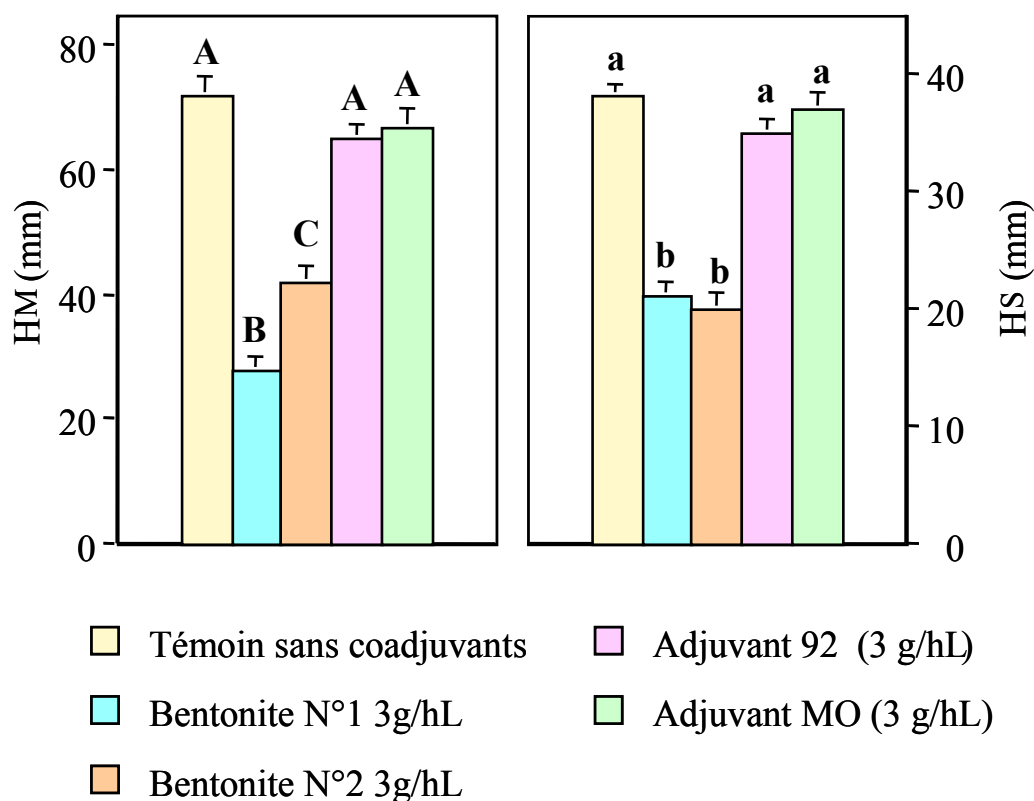 80
60
40
20
0
HM (mm)
A
B
C
A
A
a
b
b
a
a
40
30
20
10
0
HS (mm)
Témoin sans coadjuvants
Bentonite N°1 3g/hL
Bentonite N°2 3g/hL
Adjuvant 92 (3 g/hL)
Adjuvant MO (3 g/hL)